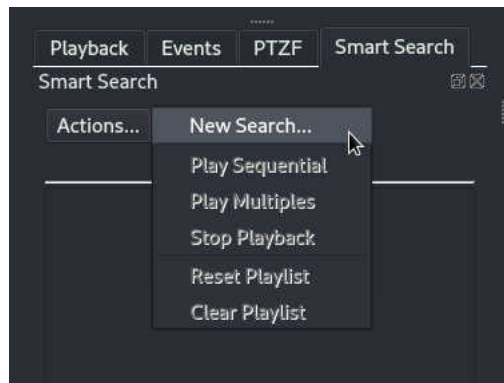 Playback Events PTZF Smart Search
Smart Search
Actions... New Search...
Play Sequential
Play Multiples
Stop Playback
Reset Playlist
Clear Playlist